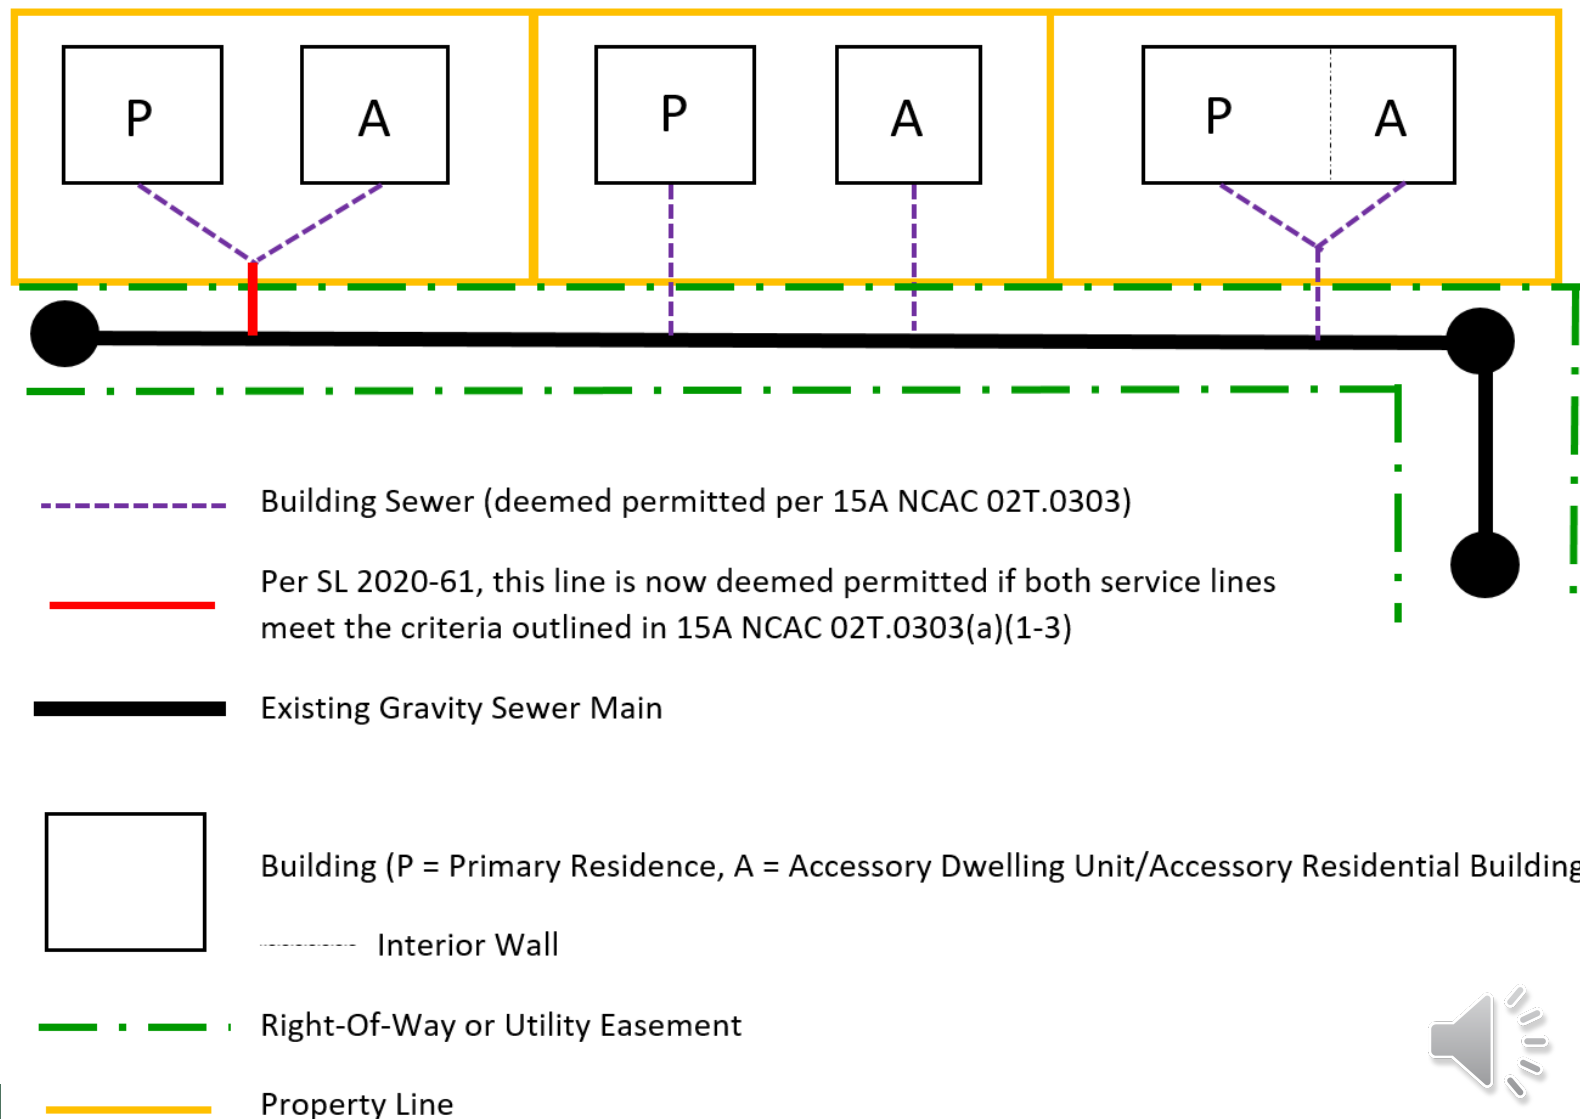 P
A
P
A
P
A
Building Sewer (deemed permitted per 15A NCAC 02T.0303)
Per SL 2020-61, this line is now deemed permitted if both service lines
meet the criteria outlined in 15A NCAC 02T.0303(a)(1-3)
Existing Gravity Sewer Main
Building (P = Primary Residence, A = Accessory Dwelling Unit/Accessory Residential Building
Interior Wall
Right-Of-Way or Utility Easement
Property Line